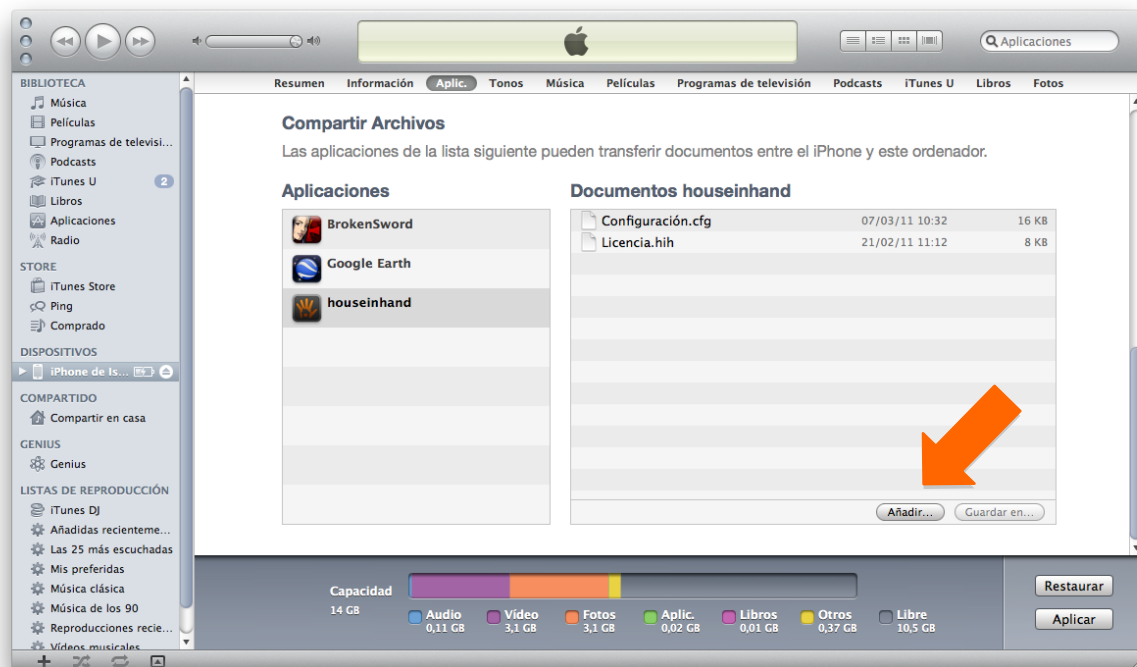 Aplicaciones
BIBLIOTECA
Música
Películas
Programas de televisi...
Podcasts
iTunes U 2
Libros
Aplicaciones
Radio
STORE
iTunes Store
Ping
Comprado
DISPOSITIVOS
iPhone de Is...
COMPARTIDO
Compartir en casa
GENIUS
Genius
LISTAS DE REPRODUCCIÓN
iTunes DJ
Añadidas recienteme...
Las 25 más escuchadas
Mis preferidas
Música clásica
Música de los 90
Reproducciones recie...
Vídeos musicales
Resumen Información Aplic. Tonos Música Películas Programas de televisión Podcasts iTunes U Libros Fotos
Compartir Archivos
Las aplicaciones de la lista siguiente pueden transferir documentos entre el iPhone y este ordenador.
Aplicaciones
BrokenSword
Google Earth
houseinhand
Documentos houseinhand
Configuración.cfg 07/03/11 10:32 16 KB
Licencia.hih 21/02/11 11:12 8 KB
Añadir... Guardar en...
Capacidad
14 GB
Audio
0,11 GB
Vídeo
3,1 GB
Fotos
3,1 GB
Aplic.
0,02 GB
Libros
0,01 GB
Otros
0,37 GB
Libre
10,5 GB
Restaurar
Aplicar